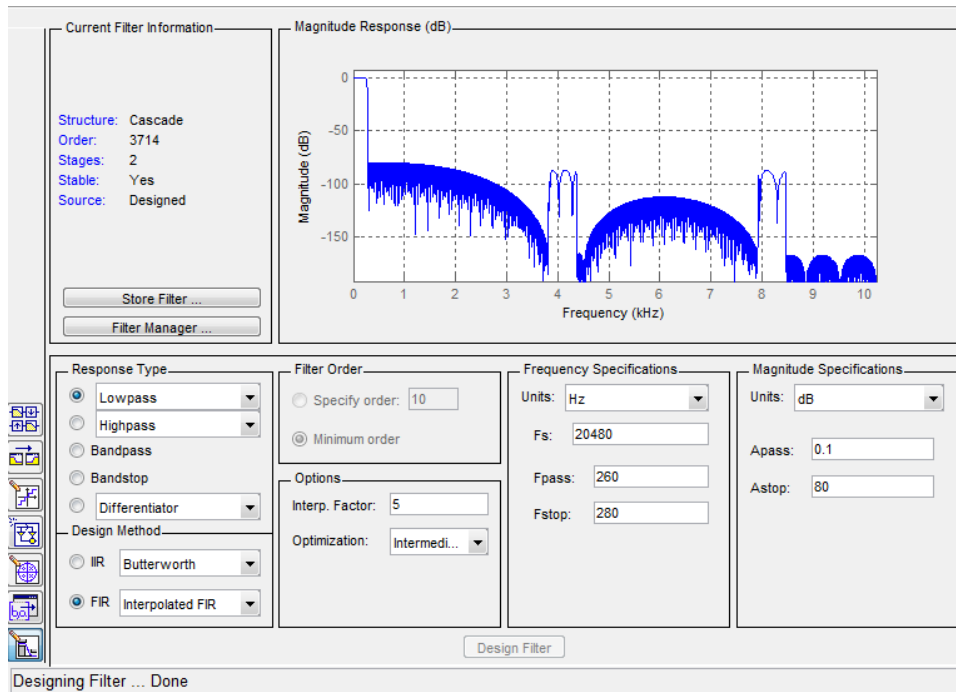 Current Filter Information
Structure: Cascade
Order: 3714
Stages: 2
Stable: Yes
Source: Designed
Store Filter ...
Filter Manager ...
Magnitude Response (dB)
0
-50
-100
-150
Magnitude (dB)
0 1 2 3 4 5 6 7 8 9 10
Frequency (kHz)
Response Type
Lowpass
Highpass
Bandpass
Bandstop
Differentiator
Design Method
IIR Butterworth
FIR Interpolated FIR
Filter Order
Specify order: 10
Minimum order
Options
Interp. Factor: 5
Optimization: Intermedi...
Frequency Specifications
Units: Hz
Fs: 20480
Fpass: 260
Fstop: 280
Magnitude Specifications
Units: dB
Apass: 0.1
Astop: 80
Design Filter
Designing Filter ... Done